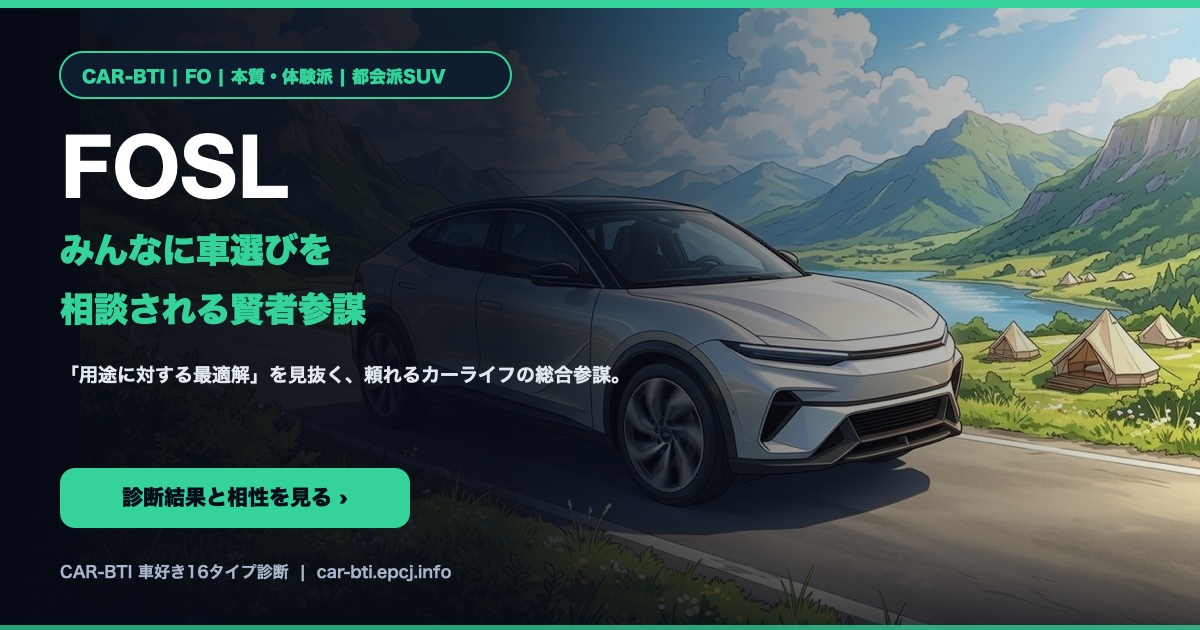 CAR-BTI | FO | 本質・体験派 | 都会派SUV
FOSL
みんなに車選びを
相談される賢者参謀
「用途に対する最適解」を見抜く、頼れるカーライフの総合参謀。
診断結果と相性を見る ›
CAR-BTI 車好き16タイプ診断 | car-bti.epcj.info